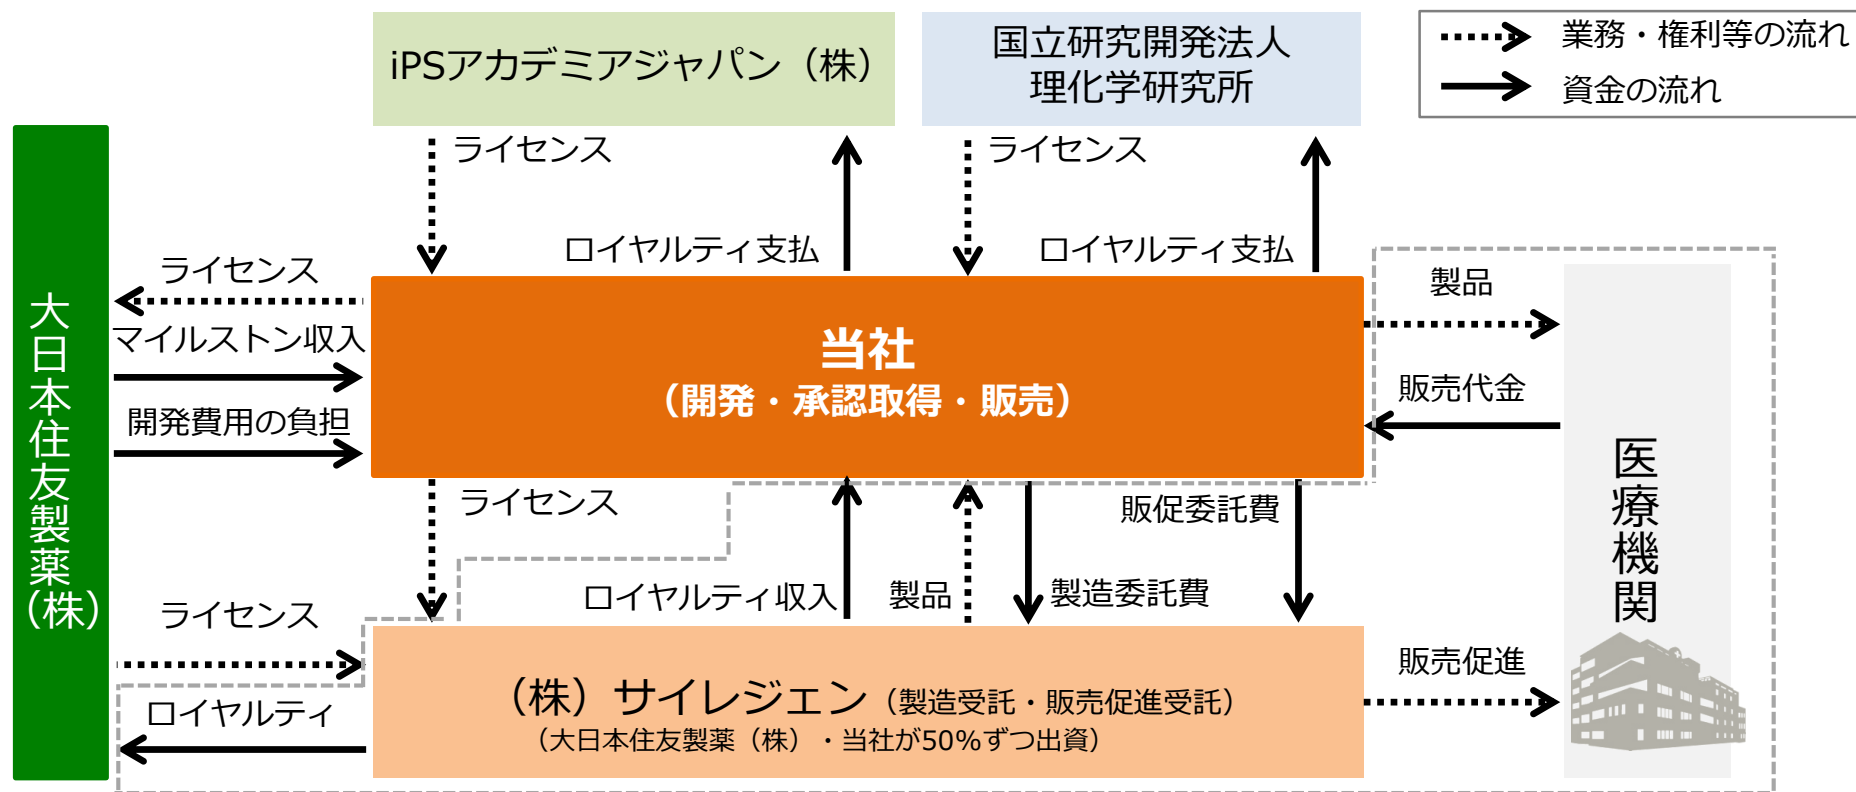 iPSアカデミアジャパン（株）
国立研究開発法人
理化学研究所
業務・権利等の流れ
資金の流れ
ライセンス
ロイヤルティ支払
ライセンス
ロイヤルティ支払
大日本住友製薬（株）
ライセンス
マイルストン収入
開発費用の負担
当社
（開発・承認取得・販売）
製品
販売代金
医療機関
ライセンス
ロイヤルティ収入
製品
製造委託費
販促委託費
ライセンス
ロイヤルティ
（株）サイレジェン（製造受託・販売促進受託）
（大日本住友製薬（株）・当社が50%ずつ出資）
販売促進